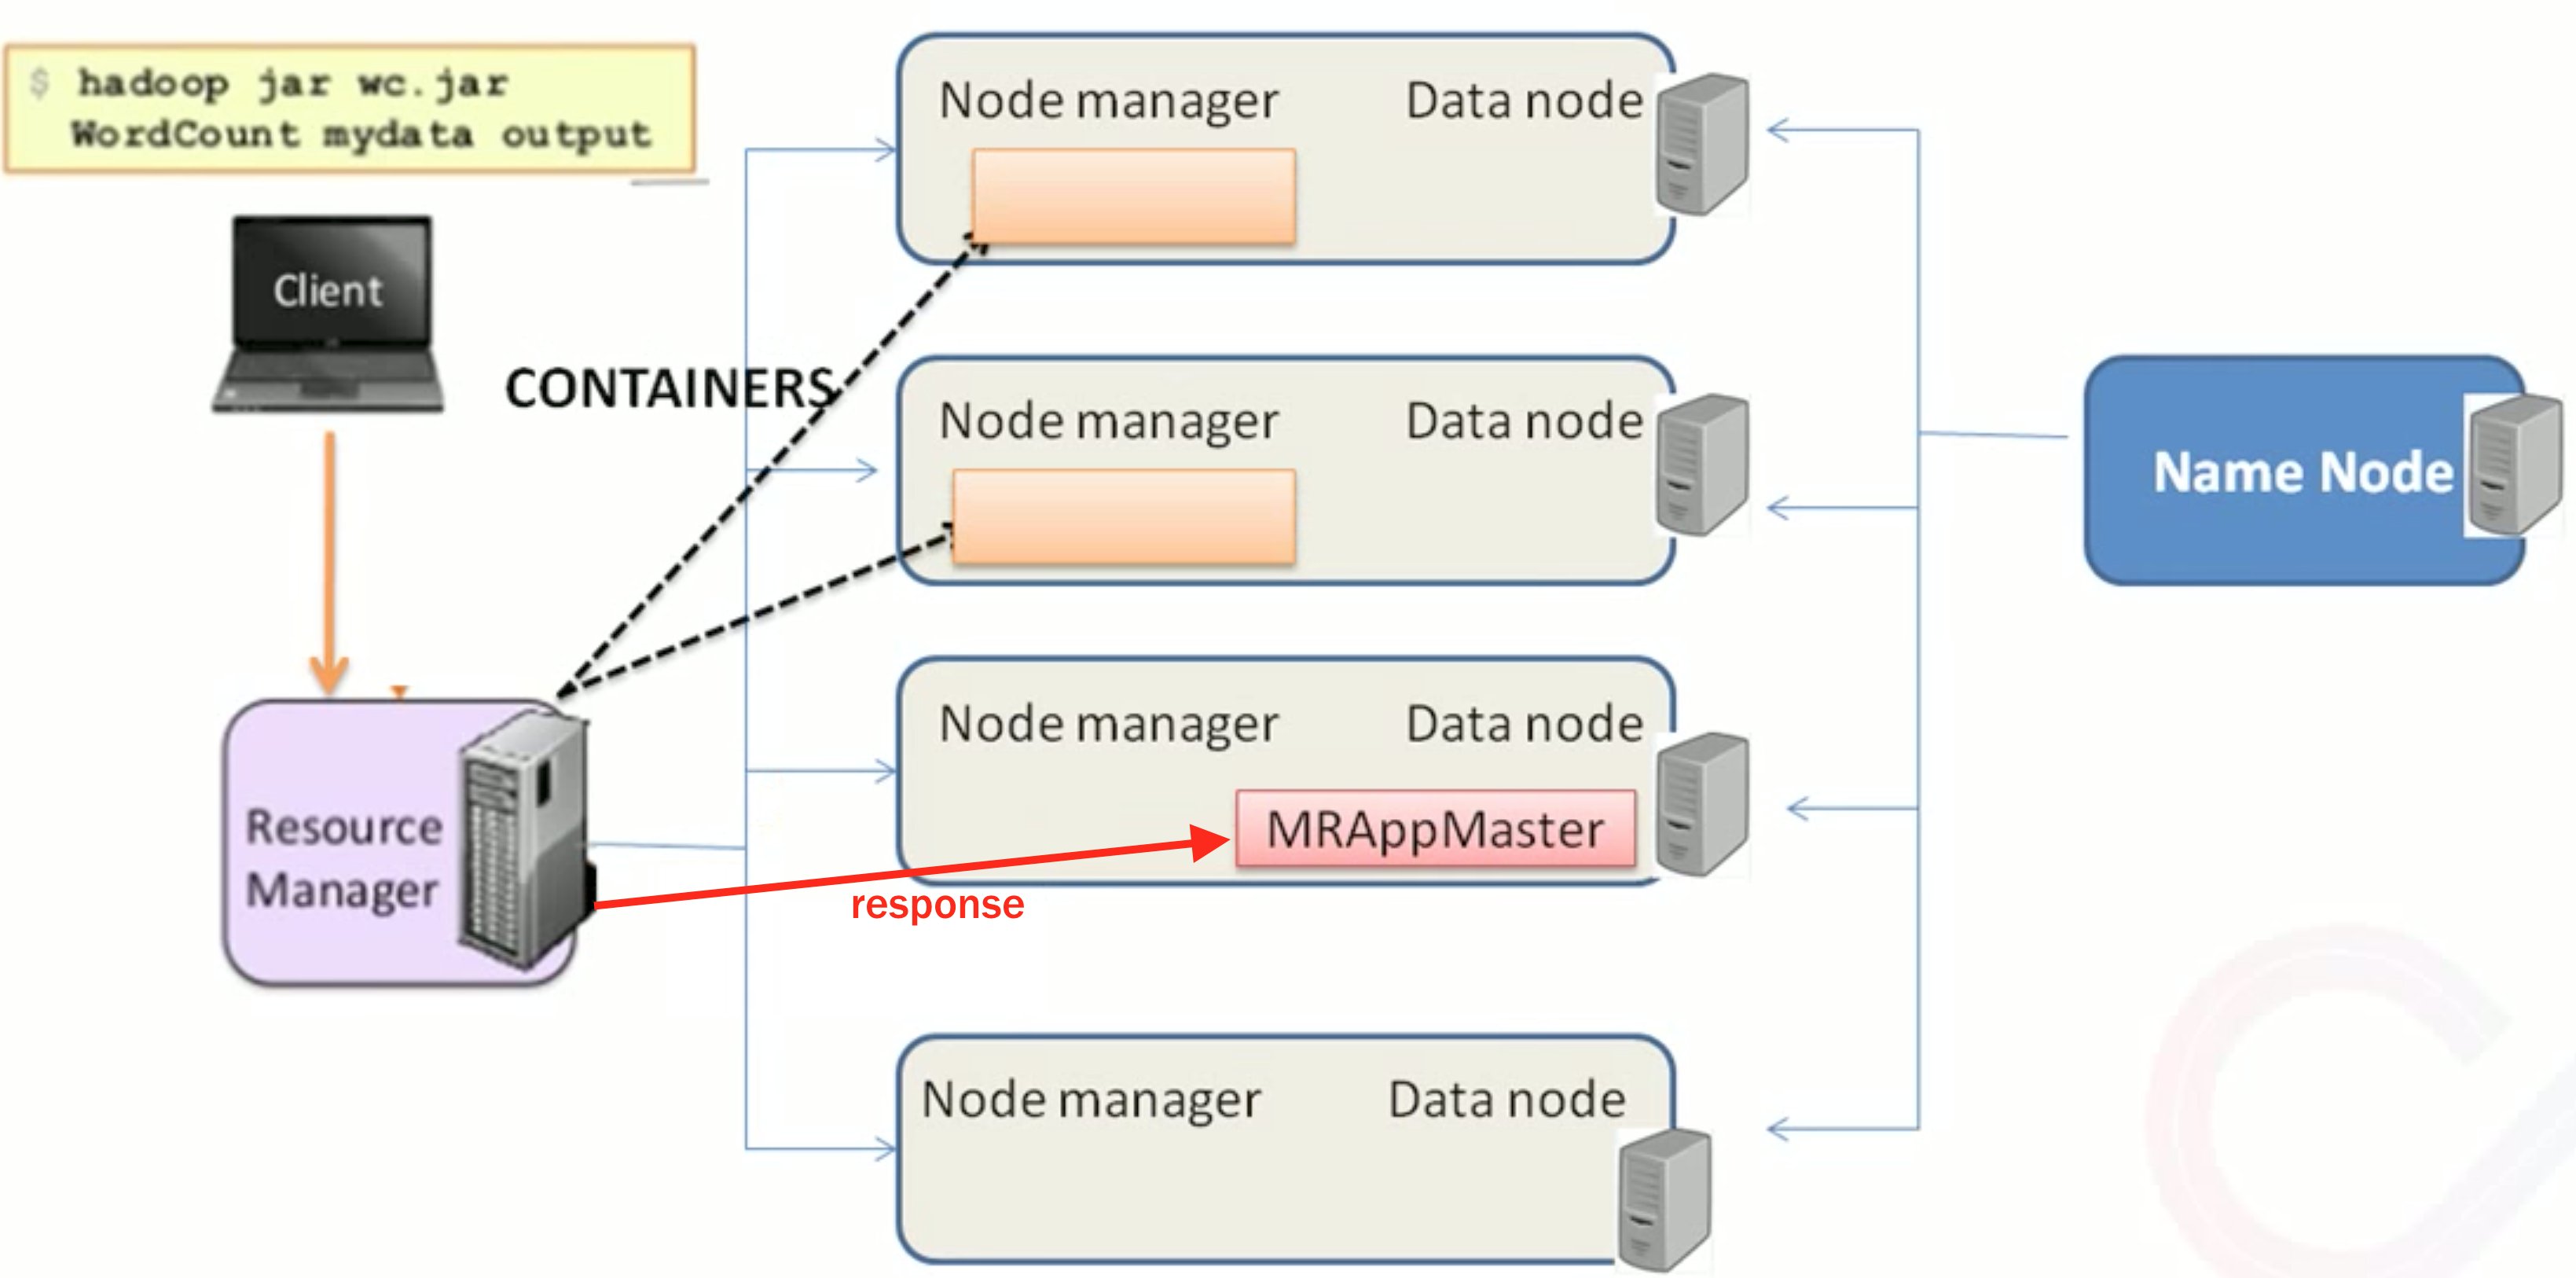 $ hadoop jar wc.jar
WordCount mydata output
Client
CONTAINERS
Resource
Manager
response
Node manager Data node
Node manager Data node
Node manager Data node
MRAppMaster
Node manager Data node
Name Node